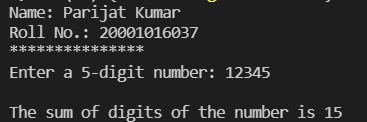 Name: Parijat Kumar
Roll No.: 20001016037
***************
Enter a 5-digit number: 12345
The sum of digits of the number is 15